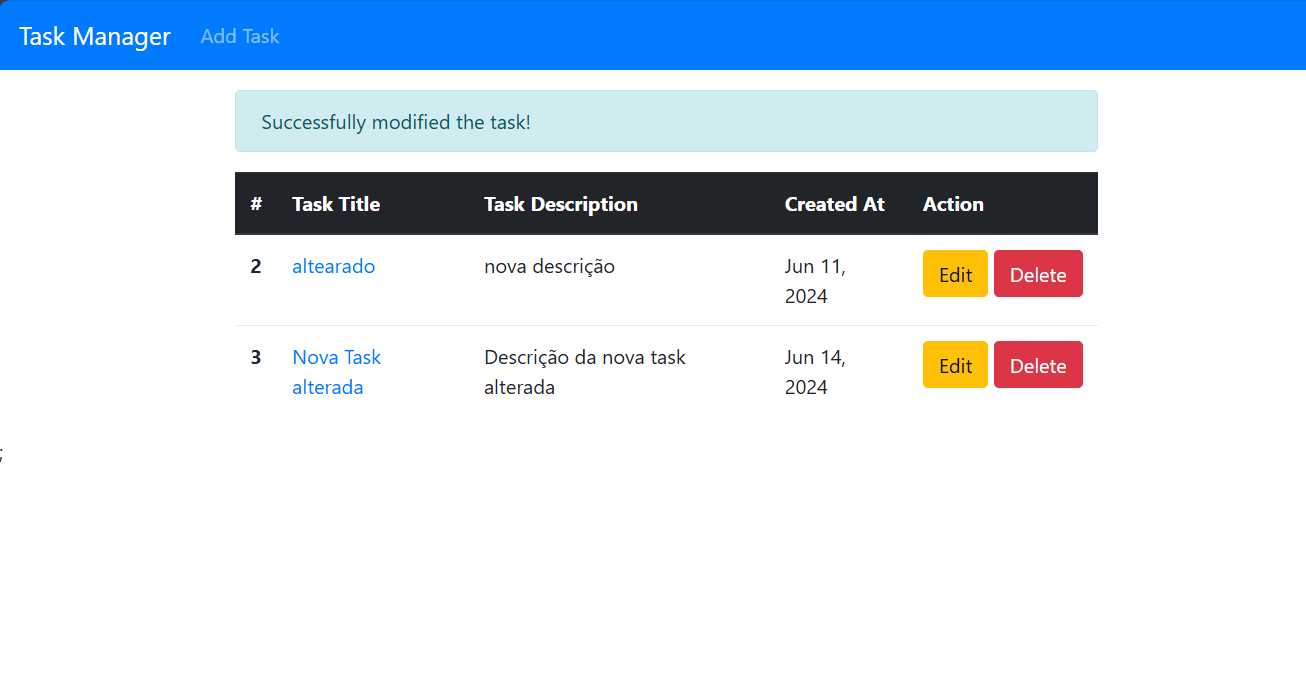 Task Manager Add Task
Successfully modified the task!
# Task Title Task Description Created At Action
2 altearado nova descrição Jun 11, 2024 Edit Delete
3 Nova Task alterada Descrição da nova task alterada Jun 14, 2024 Edit Delete
;